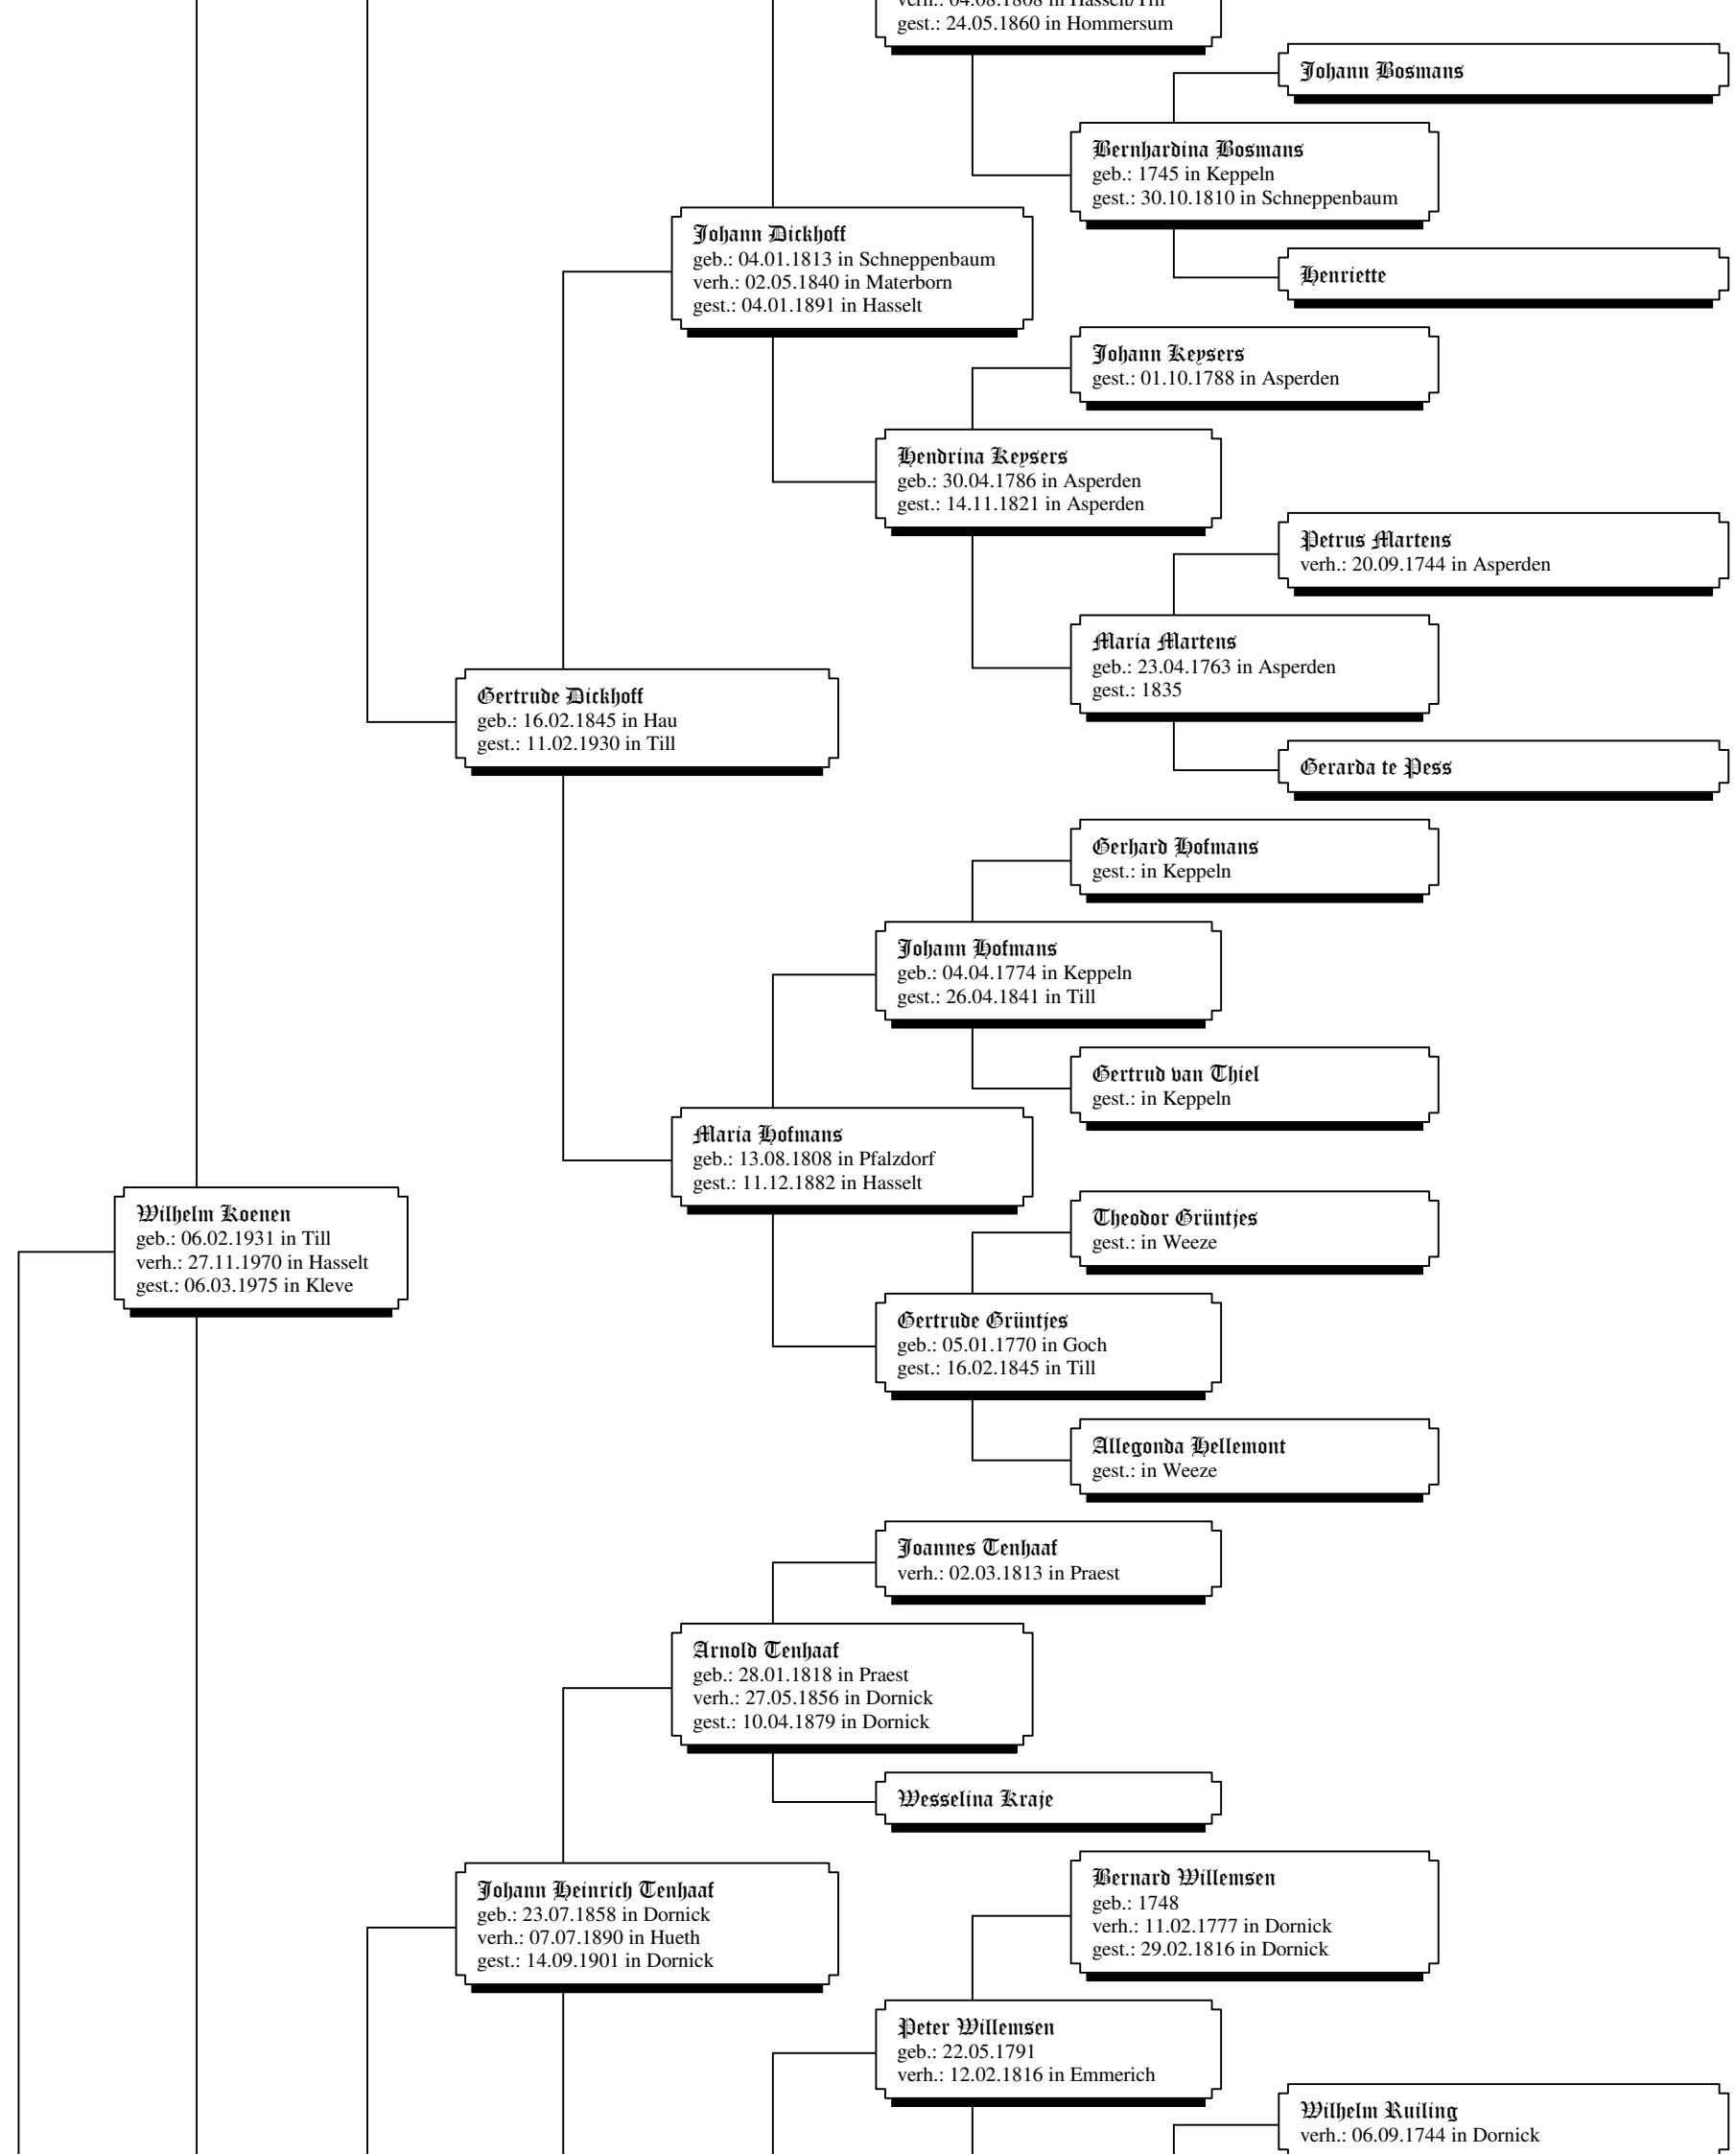 gest.: 24.05.1860 in Hommersum
Johann Bosmans
Bernhardina Bosmans
geb.: 1745 in Keppeln
gest.: 30.10.1810 in Schneppenbaum
Johann Dickhoff
geb.: 04.01.1813 in Schneppenbaum
verh.: 02.05.1840 in Materborn
gest.: 04.01.1891 in Hasselt
Henriette
Johann Keysers
gest.: 01.10.1788 in Asperden
Hendrina Keysers
geb.: 30.04.1786 in Asperden
gest.: 14.11.1821 in Asperden
Petrus Martens
verh.: 20.09.1744 in Asperden
Maria Martens
geb.: 23.04.1763 in Asperden
gest.: 1835
Gertrude Dickhoff
geb.: 16.02.1845 in Hau
gest.: 11.02.1930 in Till
Gerarda te Pess
Gerhard Hofmans
gest.: in Keppeln
Johann Hofmans
geb.: 04.04.1774 in Keppeln
gest.: 26.04.1841 in Till
Gertrud van Thiel
gest.: in Keppeln
Maria Hofmans
geb.: 13.08.1808 in Pfalzdorf
gest.: 11.12.1882 in Hasselt
Wilhelm Koenen
geb.: 06.02.1931 in Till
verh.: 27.11.1970 in Hasselt
gest.: 06.03.1975 in Kleve
Theodor Grüntjes
gest.: in Weeze
Gertrude Grüntjes
geb.: 05.01.1770 in Goch
gest.: 16.02.1845 in Till
Allegonda Hellemont
gest.: in Weeze
Joannes Tenhaaf
verh.: 02.03.1813 in Praest
Arnold Tenhaaf
geb.: 28.01.1818 in Praest
verh.: 27.05.1856 in Dornick
gest.: 10.04.1879 in Dornick
Wesselina Kraje
Johann Heinrich Tenhaaf
geb.: 23.07.1858 in Dornick
verh.: 07.07.1890 in Hueth
gest.: 14.09.1901 in Dornick
Bernard Willemsen
geb.: 1748
verh.: 11.02.1777 in Dornick
gest.: 29.02.1816 in Dornick
Peter Willemsen
geb.: 22.05.1791
verh.: 12.02.1816 in Emmerich
Wilhelm Ruiling
verh.: 06.09.1744 in Dornick